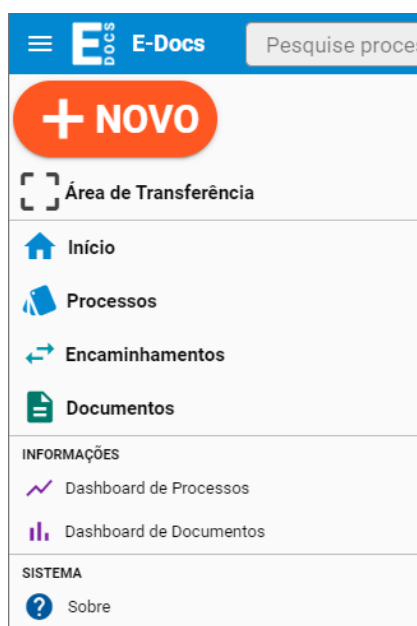 E DOCS E-Docs Pesquise proces
+ NOVO
Área de Transferência
Início
Processos
Encaminhamentos
Documentos
INFORMAÇÕES
Dashboard de Processos
Dashboard de Documentos
SISTEMA
? Sobre